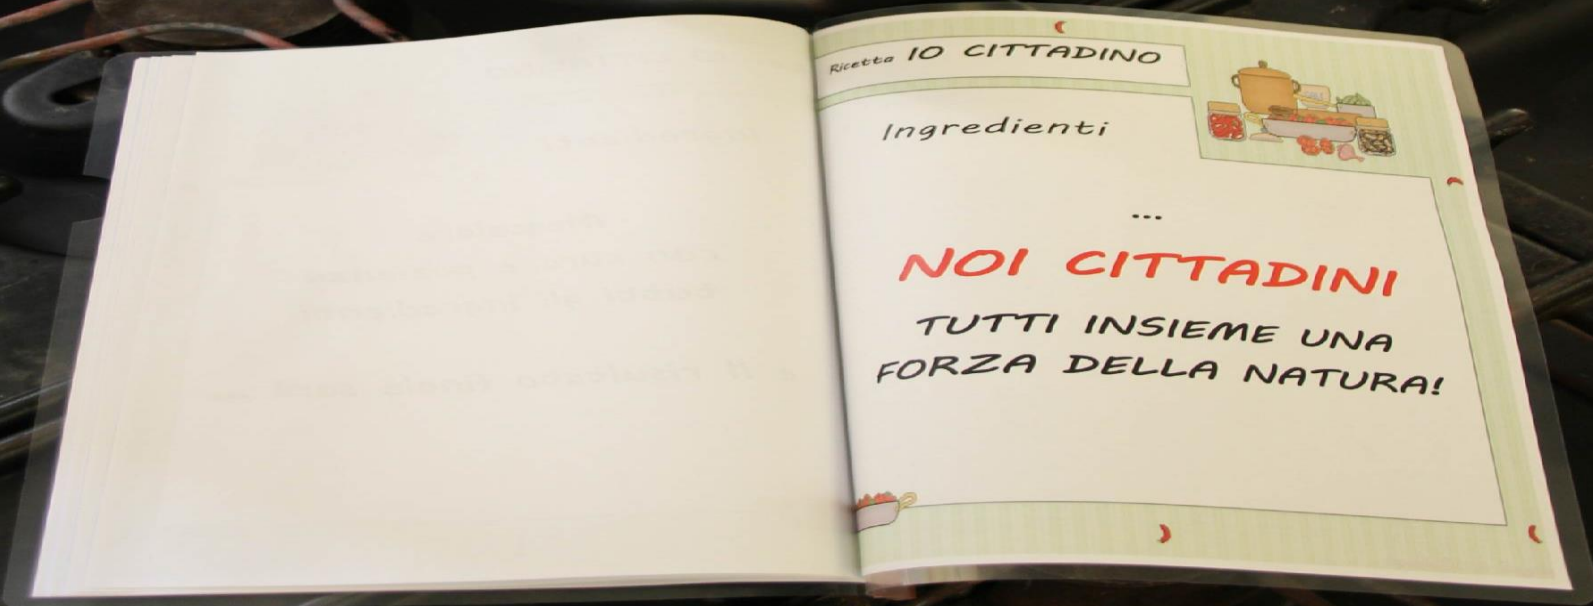 Ricetta IO CITTADINO
Ingredienti
...
NOI CITTADINI
TUTTI INSIEME UNA
FORZA DELLA NATURA!